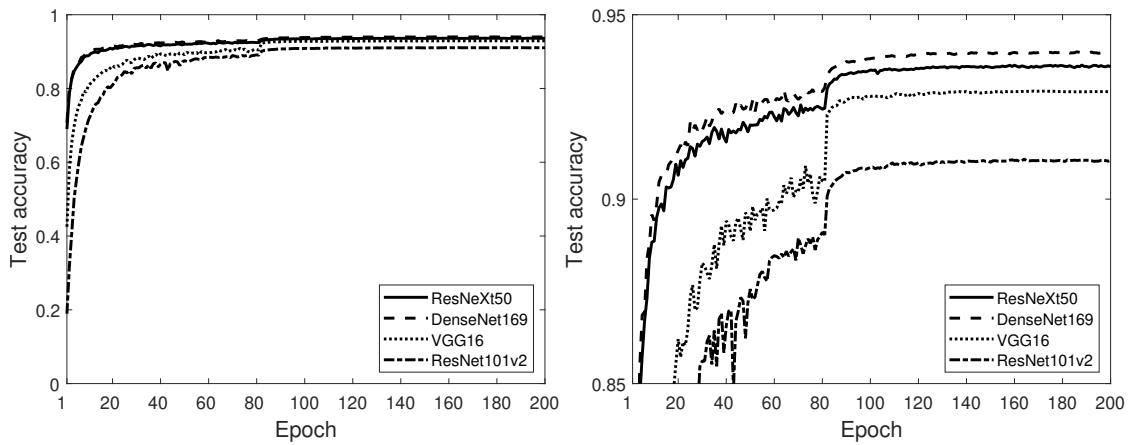 1
0.8
0.6
0.4
0.2
0
Test accuracy
1 20 40 60 80 100 120 140 160 180 200
Epoch
ResNeXt50
DenseNet169
VGG16
ResNet101v2
0.95
0.9
0.85
Test accuracy
1 20 40 60 80 100 120 140 160 180 200
Epoch
ResNeXt50
DenseNet169
VGG16
ResNet101v2